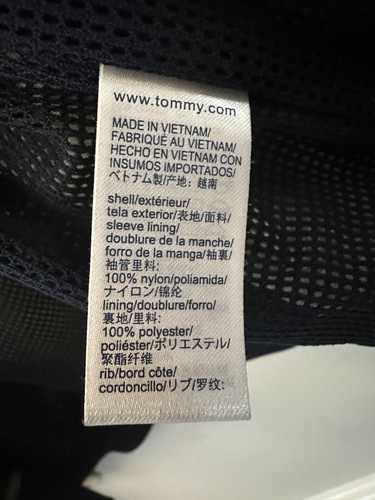 www.tommy.com
MADE IN VIETNAM/
FABRIQUÉ AU VIETNAM/
HECHO EN VIETNAM CON
INSUMOS IMPORTADOS/
ベトナム製/产地：越南
shell/extérieur/
tela exterior/表地/面料/
sleeve lining/
doublure de la manche/
forro de la manga/袖裏/
袖管里料:
100% nylon/poliamida/
ナイロン/锦纶
lining/doublure/forro/
裏地/里料:
100% polyester/
poliéster/ポリエステル/
聚酯纤维
rib/bord côte/
cordoncillo/リブ/罗纹: